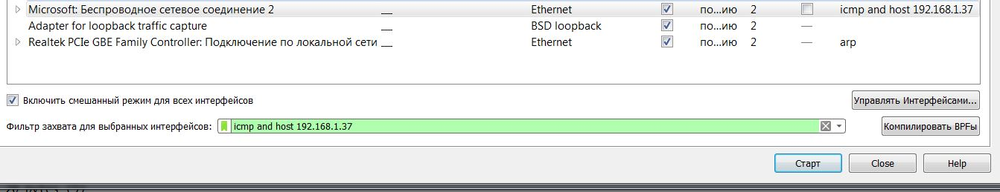 Microsoft: Беспроводное сетевое соединение 2 Ethernet по...ию 2 icmp and host 192.168.1.37
Adapter for loopback traffic capture BSD loopback по...ию 2 —
Realtek PCIe GBE Family Controller: Подключение по локальной сети Ethernet по...ию 2 — arp
Включить смешанный режим для всех интерфейсов Управлять Интерфейсами...
Фильтр захвата для выбранных интерфейсов: icmp and host 192.168.1.37 Компилировать BPFы
Старт Close Help